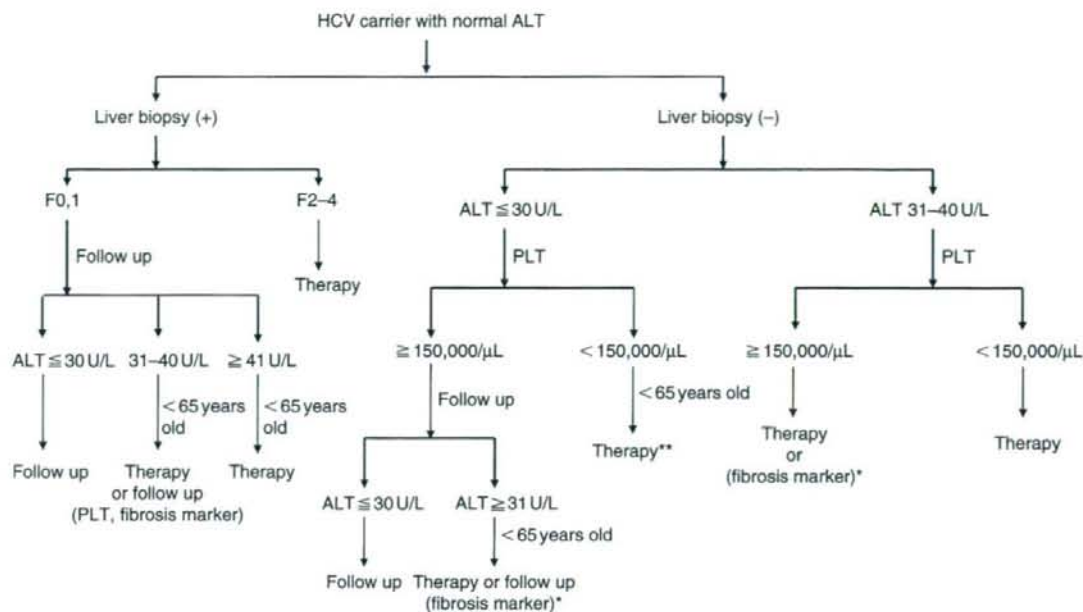 HCV carrier with normal ALT
Liver biopsy (+)
Liver biopsy (–)
F0,1
F2–4
ALT ≦ 30 U/L
ALT 31–40 U/L
Follow up
Therapy
PLT
PLT
ALT ≦ 30 U/L
31–40 U/L
≧ 41 U/L
≧ 150,000/μL
< 150,000/μL
≧ 150,000/μL
< 150,000/μL
< 65 years
old
< 65 years
old
Follow up
< 65 years old
Follow up
Therapy
or follow up
(PLT, fibrosis marker)
Therapy
Therapy**
Therapy
or
(fibrosis marker)*
Therapy
ALT ≦ 30 U/L
ALT ≧ 31 U/L
< 65 years old
Follow up
Therapy or follow up
(fibrosis marker)*